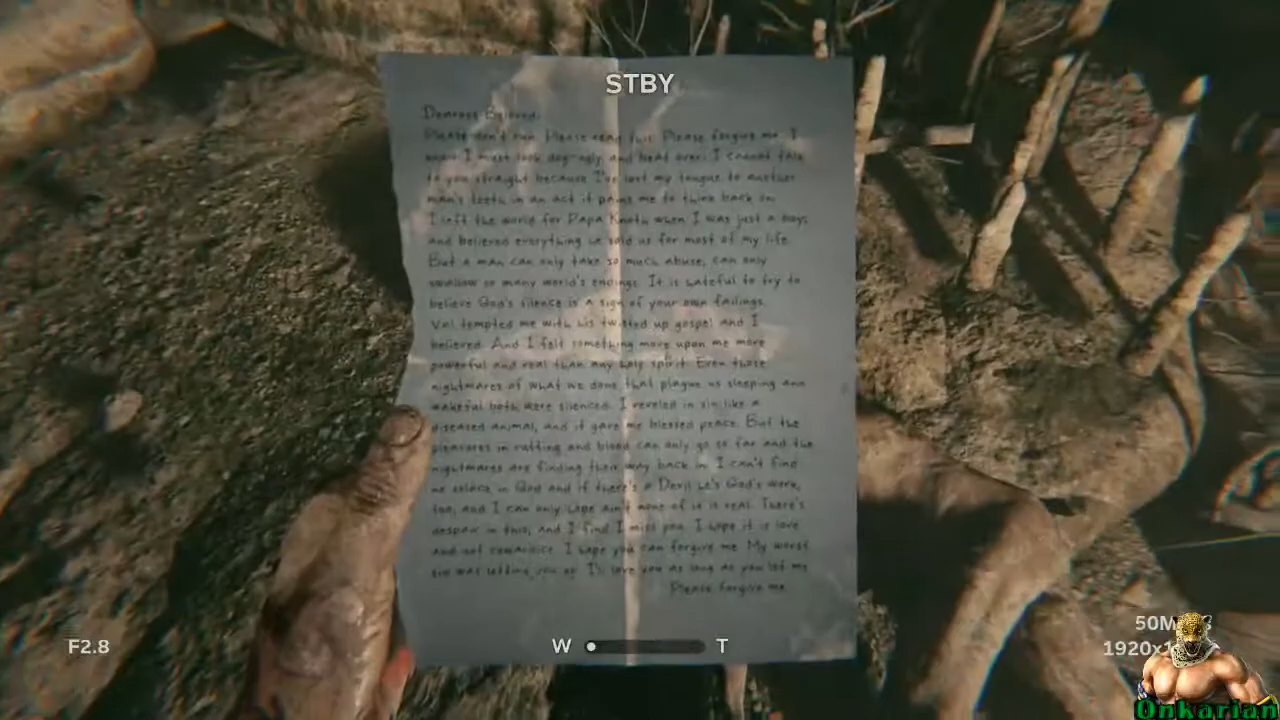 STBY
Dearest Beloved.
Please don't run. Please read this. Please forgive me. I
know I must look dog-ugly and beat over. I cannot talk
to you straight because I've lost my tongue to another
man's teeth in an act it pains me to think back on.
I left the world for Papa Knoth when I was just a boy,
and believed everything he told us for most of my life.
But a man can only take so much abuse, can only
swallow so many world's endings. It is hateful to try to
believe God's silence is a sign of your own failings.
Val tempted me with his twisted up gospel and I
believed. And I felt something move upon me more
powerful and real than any holy spirit. Even those
nightmares of what we done that plague us sleeping and
wakeful both were silenced. I reveled in sin like a
diseased animal, and it gave me blessed peace. But the
pleasures in rutting and blood can only go so far and the
nightmares are finding their way back in. I can't find
no solace in God and if there's a Devil he's God's work,
too, and I can only hope ain't none of it is real. There's
despair in this, and I find I miss you. I hope it is love
and not cowardice. I hope you can forgive me. My worst
sin was letting you go. I'll love you as long as you let me
Please forgive me
F2.8
W
T
50M
1920x1
Onkarian